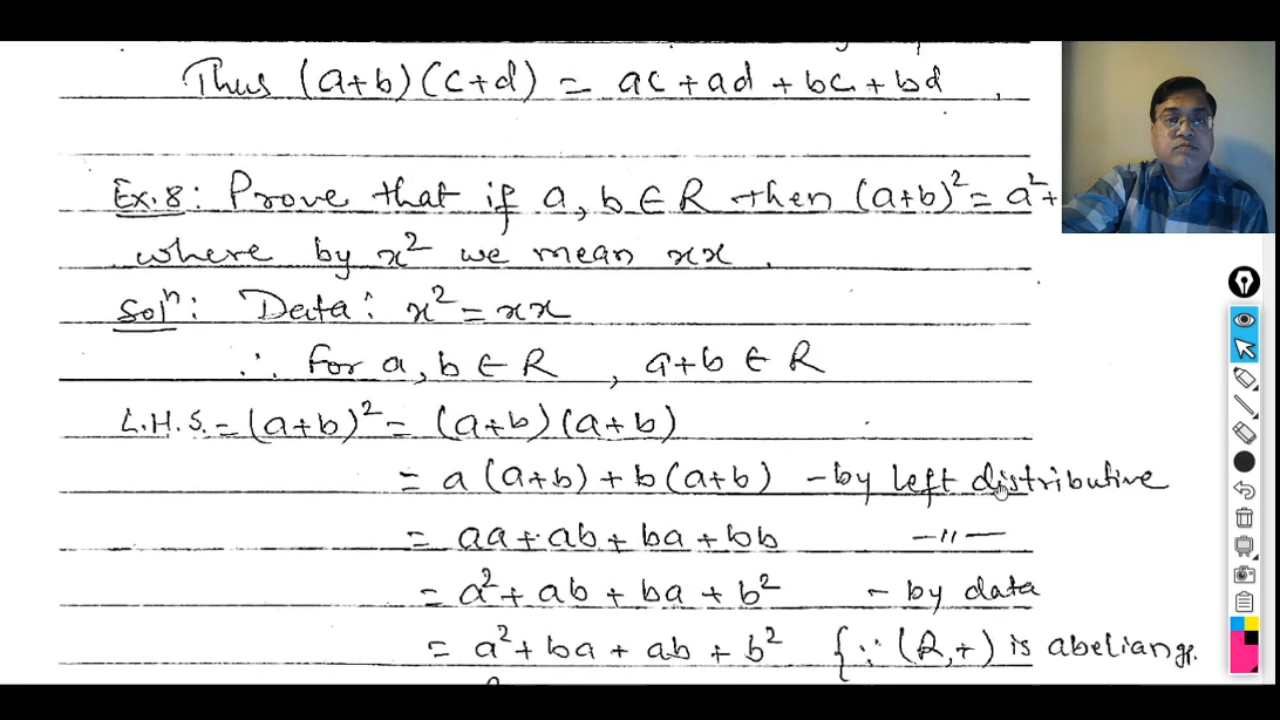 Thus (a+b)(c+d) = ac+ad+bc+bd .
Ex.8: Prove that if a, b ∈ R then (a+b)² = a²+
where by x² we mean xx .
Solⁿ: Data: x² = xx
∴ for a, b ∈ R , a+b ∈ R
L.H.S. = (a+b)² = (a+b)(a+b)
= a(a+b)+b(a+b) - by left distributive
= aa+ab+ba+bb —〃—
= a²+ab+ba+b² - by data
= a²+ba+ab+b² {∵ (R,+) is abelian gp.